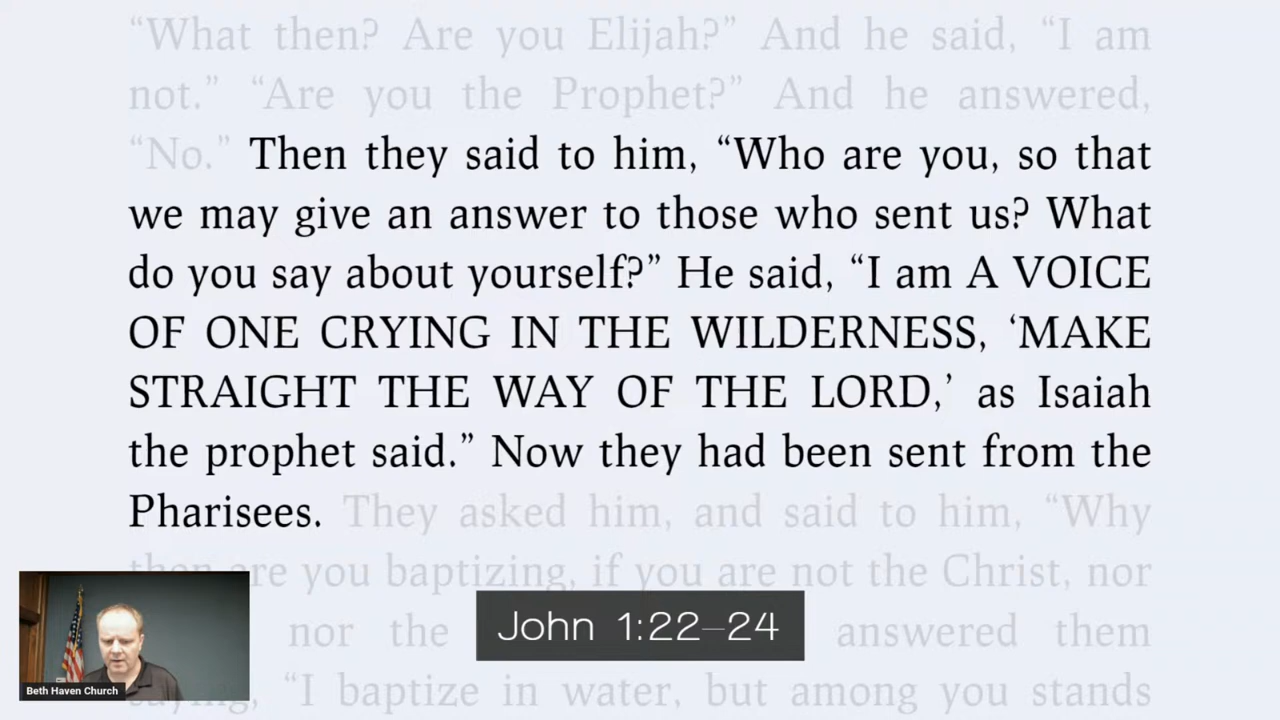 “What then? Are you Elijah?” And he said, “I am
not.” “Are you the Prophet?” And he answered,
“No.” Then they said to him, “Who are you, so that
we may give an answer to those who sent us? What
do you say about yourself?” He said, “I am A VOICE
OF ONE CRYING IN THE WILDERNESS, ‘MAKE
STRAIGHT THE WAY OF THE LORD,’ as Isaiah
the prophet said.” Now they had been sent from the
Pharisees. They asked him, and said to him, “Why
then are you baptizing, if you are not the Christ, nor
nor the answered them
John 1:22–24
saying, “I baptize in water, but among you stands
Beth Haven Church